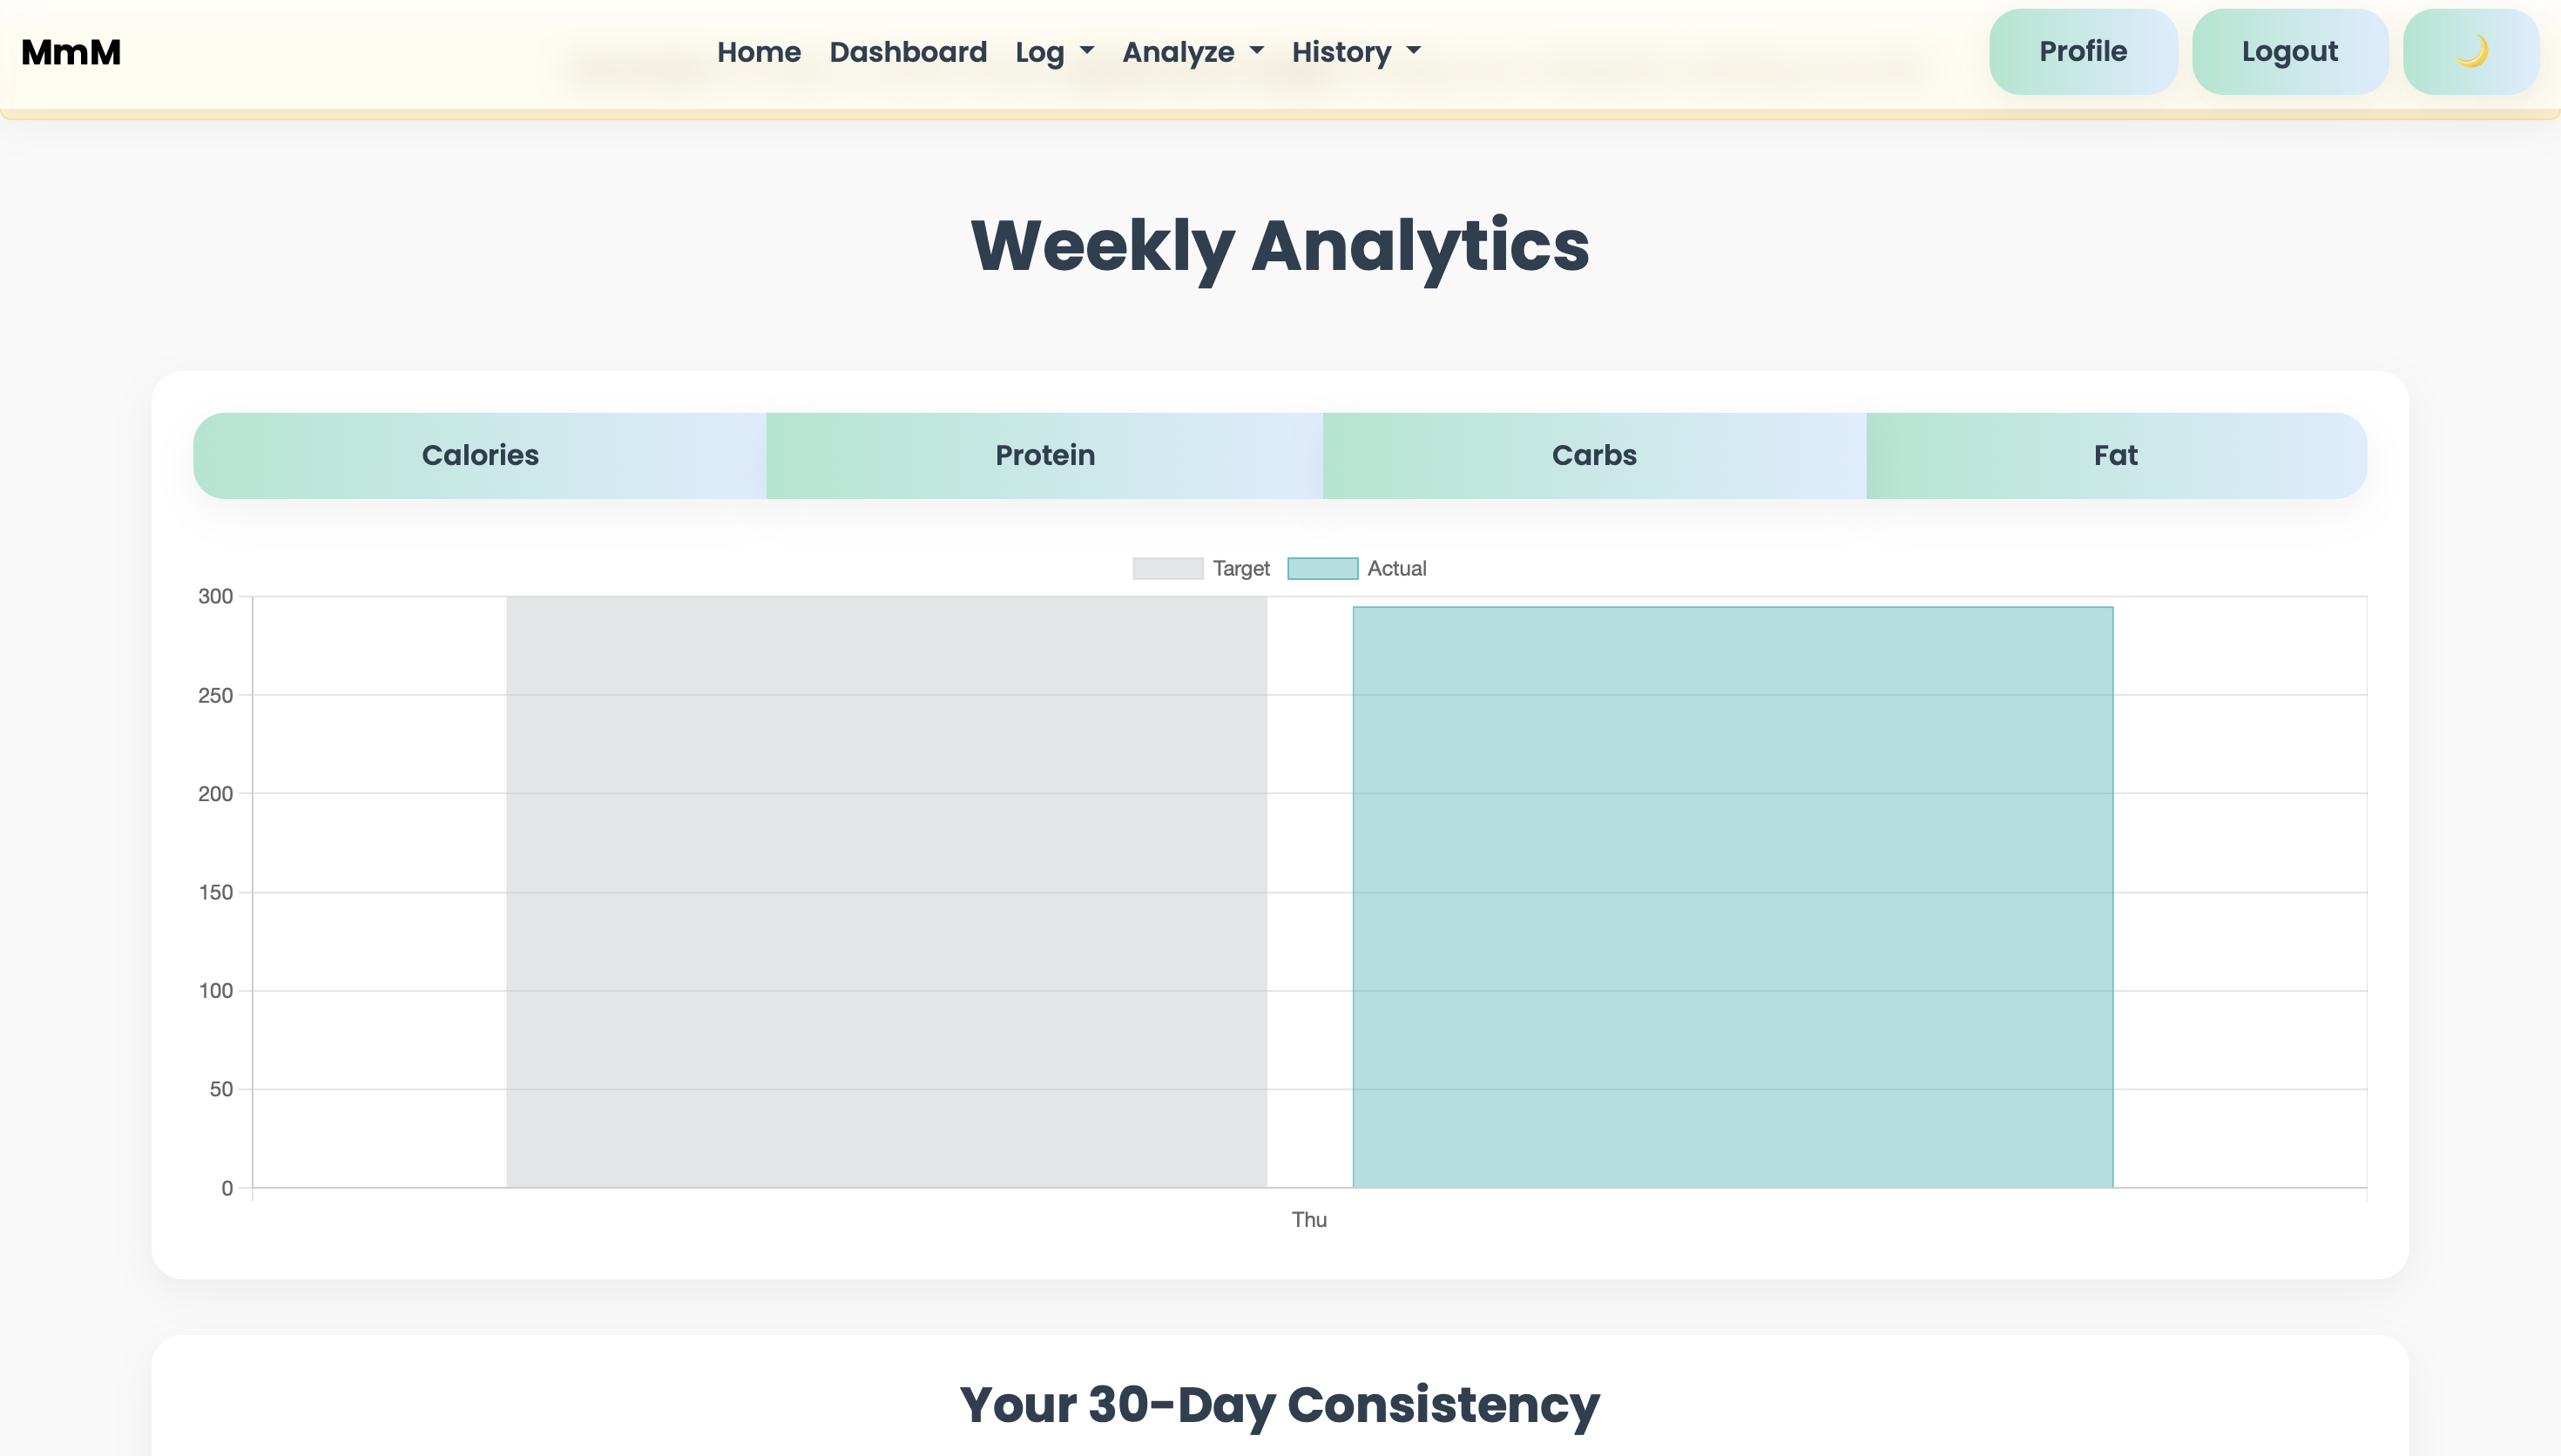 MmM Home Dashboard Log Analyze History Profile Logout
Weekly Analytics
Calories Protein Carbs Fat
Target Actual
300
250
200
150
100
50
0
Thu
Your 30-Day Consistency